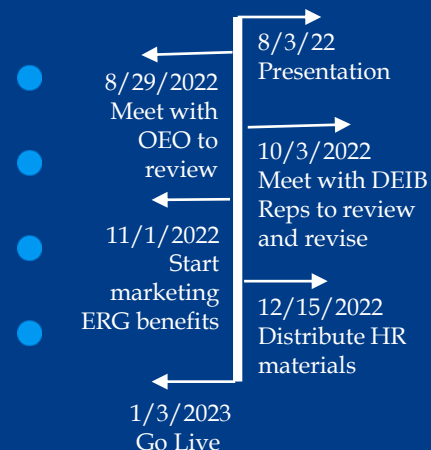 8/3/22
Presentation
8/29/2022
Meet with
OEO to
review
10/3/2022
Meet with DEIB
Reps to review
and revise
11/1/2022
Start
marketing
ERG benefits
12/15/2022
Distribute HR
materials
1/3/2023
Go Live